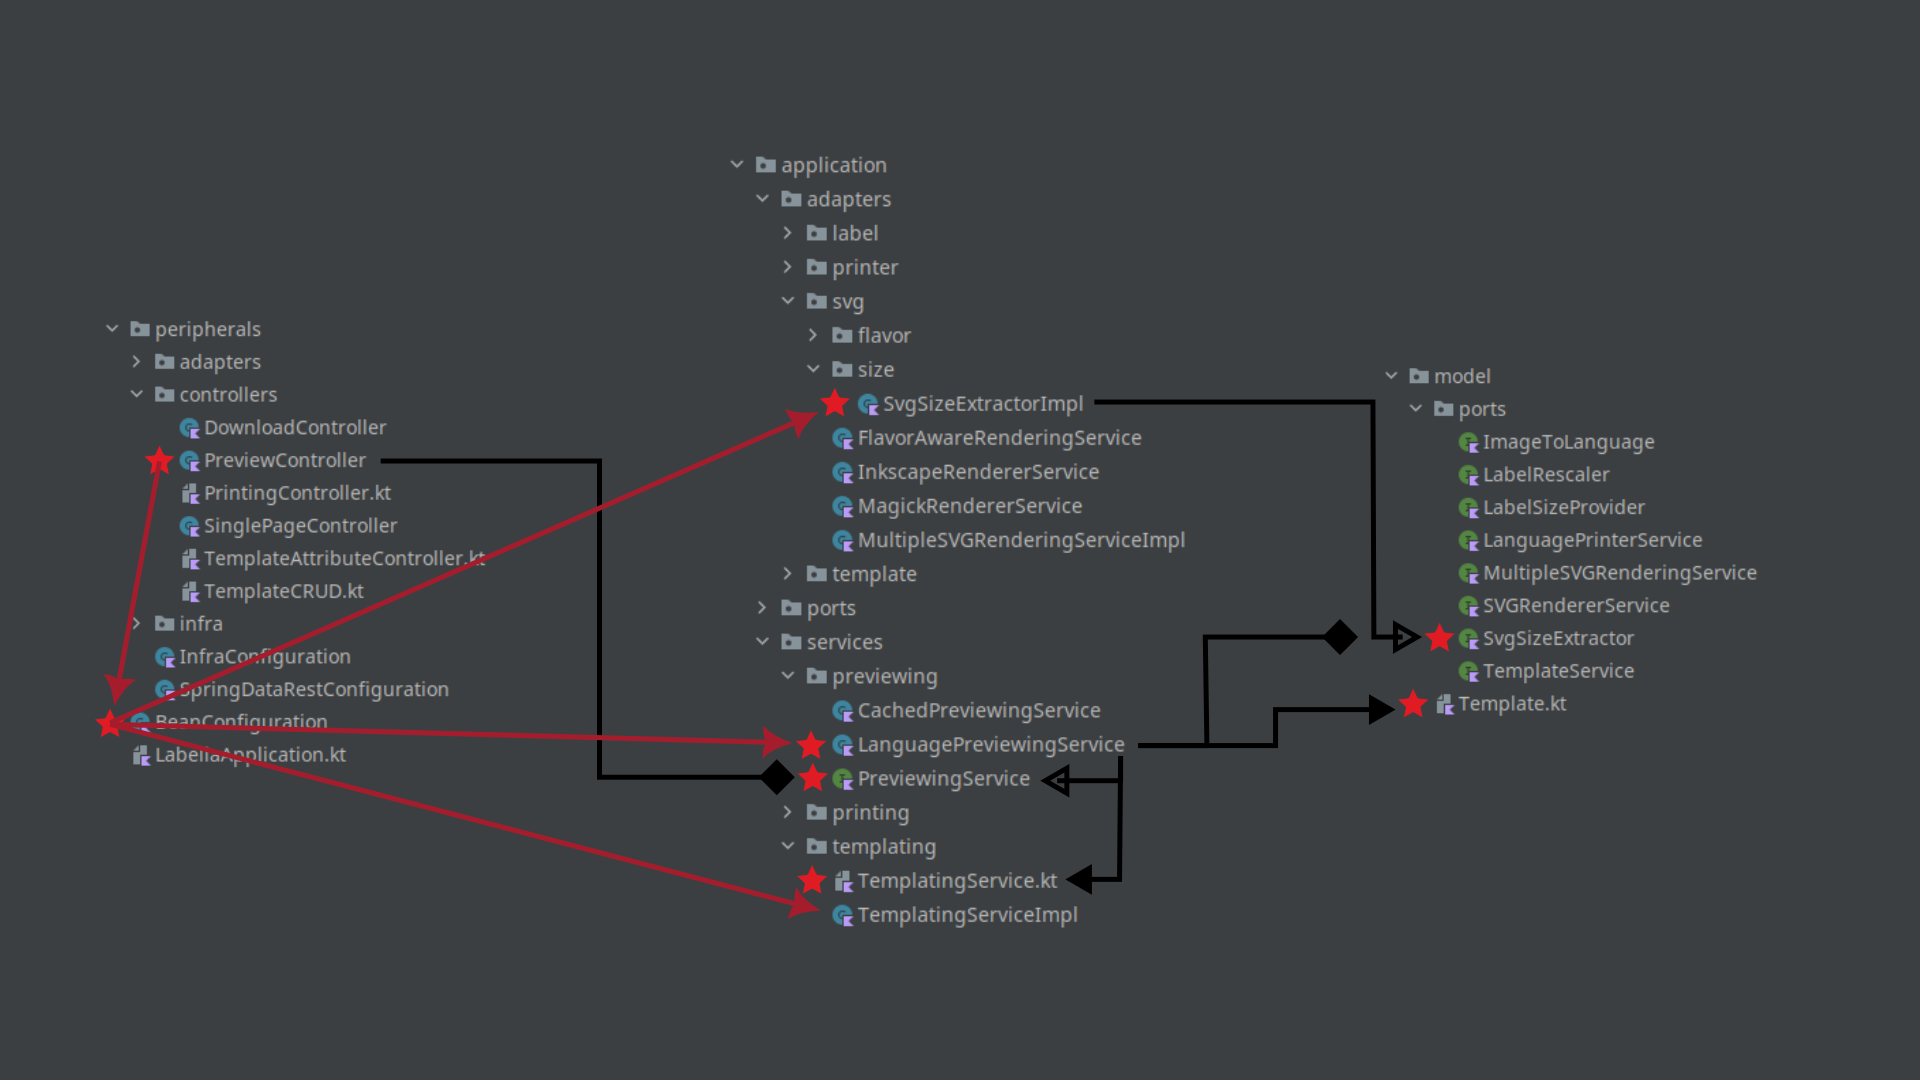 peripherals
adapters
controllers
DownloadController
PreviewController
PrintingController.kt
SinglePageController
TemplateAttributeController.kt
TemplateCRUD.kt
infra
InfraConfiguration
SpringDataRestConfiguration
BeanConfiguration
LabeliaApplication.kt
application
adapters
label
printer
svg
flavor
size
SvgSizeExtractorImpl
FlavorAwareRenderingService
InkscapeRendererService
MagickRendererService
MultipleSVGRenderingServiceImpl
template
ports
services
previewing
CachedPreviewingService
LanguagePreviewingService
PreviewingService
printing
templating
TemplatingService.kt
TemplatingServiceImpl
model
ports
ImageToLanguage
LabelRescaler
LabelSizeProvider
LanguagePrinterService
MultipleSVGRenderingService
SVGRendererService
SvgSizeExtractor
TemplateService
Template.kt